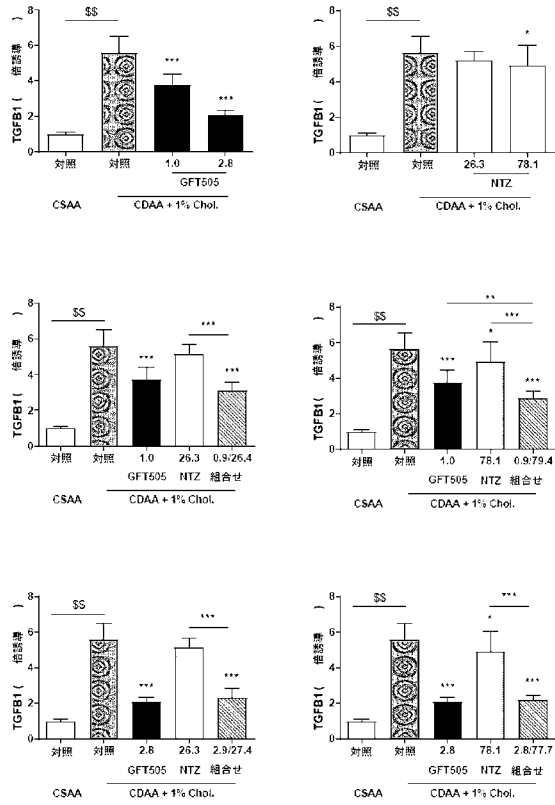 $$
***
***
TGFB1 ( 倍誘導 )
8
6
4
2
0
対照 対照 1.0 2.8
GFT505
CSAA CDAA + 1% Chol.
$$
*
TGFB1 ( 倍誘導 )
8
6
4
2
0
対照 対照 26.3 78.1
NTZ
CSAA CDAA + 1% Chol.
$$
***
***
***
TGFB1 ( 倍誘導 )
8
6
4
2
0
対照 対照 1.0 26.3 0.9/26.4
GFT505 NTZ 組合せ
CSAA CDAA + 1% Chol.
**
$$
***
*
***
***
TGFB1 ( 倍誘導 )
8
6
4
2
0
対照 対照 1.0 78.1 0.9/79.4
GFT505 NTZ 組合せ
CSAA CDAA + 1% Chol.
$$
***
***
***
TGFB1 ( 倍誘導 )
8
6
4
2
0
対照 対照 2.8 26.3 2.9/27.4
GFT505 NTZ 組合せ
CSAA CDAA + 1% Chol.
$$
***
*
***
***
TGFB1 ( 倍誘導 )
8
6
4
2
0
対照 対照 2.8 78.1 2.8/77.7
GFT505 NTZ 組合せ
CSAA CDAA + 1% Chol.